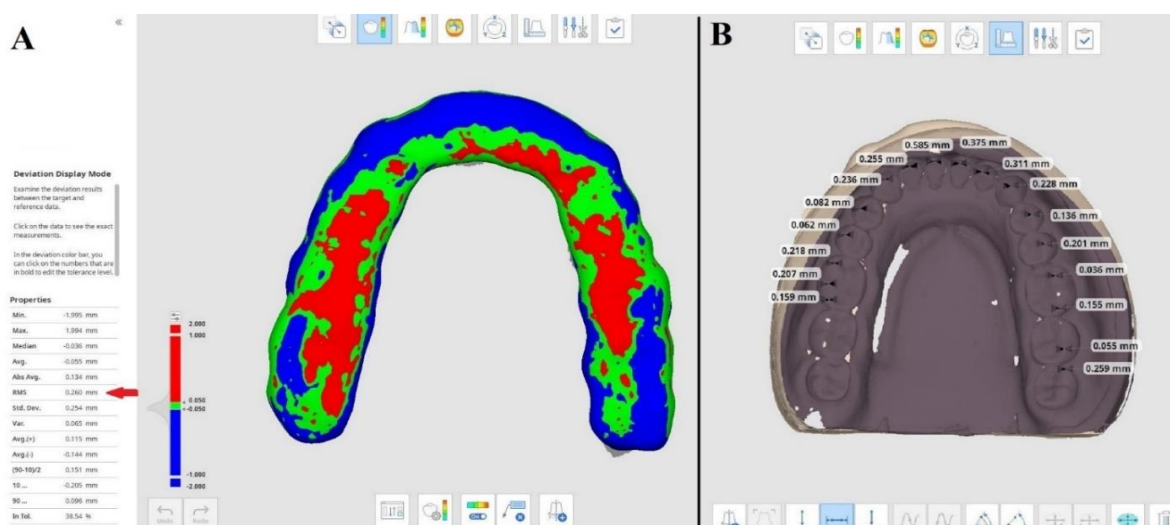 A
Deviation Display Mode
Examine the deviation results
between the target and
reference data.
Click on the data to see the exact
measurements.
In the deviation color bar, you
can click on the numbers that are
in bold to edit the tolerance level.
Properties
Min. -1.995 mm
Max. 1.994 mm
Median -0.036 mm
Avg. -0.055 mm
Abs Avg. 0.134 mm
RMS 0.260 mm
Std. Dev. 0.254 mm
Var. 0.065 mm
Avg.(+) 0.115 mm
Avg.(-) -0.144 mm
(90-10)/2 0.151 mm
10 ... -0.205 mm
90 ... 0.096 mm
In Tol. 38.54 %
2.000
1.000
0.050
-0.050
-1.000
-2.000
Undo Redo
B
0.585 mm
0.375 mm
0.255 mm
0.311 mm
0.236 mm
0.228 mm
0.082 mm
0.136 mm
0.062 mm
0.201 mm
0.218 mm
0.036 mm
0.207 mm
0.159 mm
0.155 mm
0.055 mm
0.259 mm